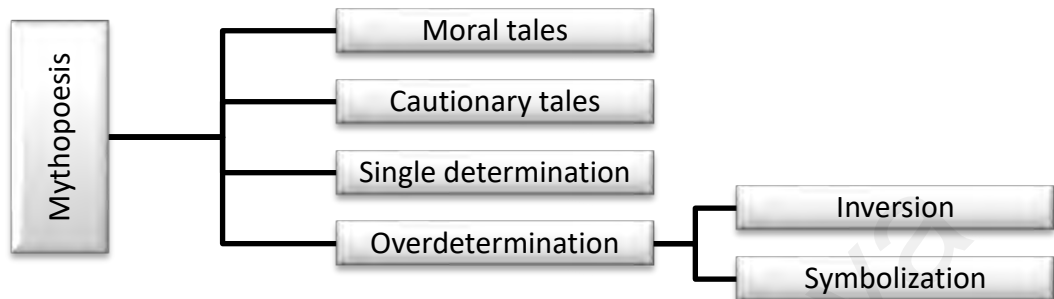 Mythopoesis
Moral tales
Cautionary tales
Single determination
Overdetermination
Inversion
Symbolization